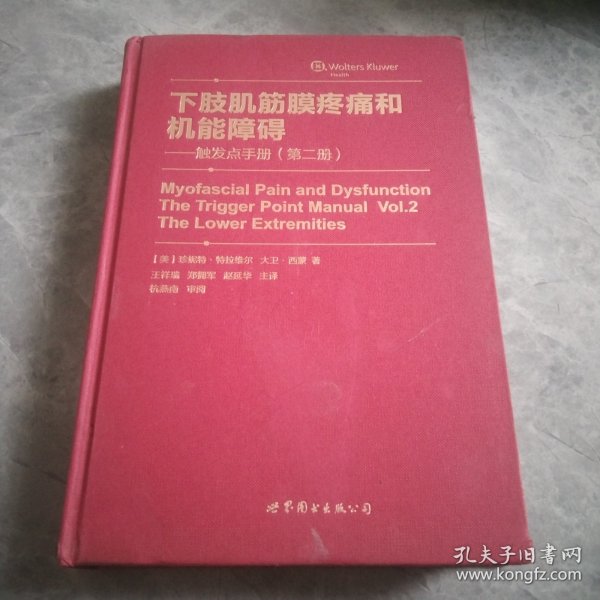 Wolters Kluwer
Health
下肢肌筋膜疼痛和
机能障碍
——触发点手册(第二册)
Myofascial Pain and Dysfunction
The Trigger Point Manual Vol.2
The Lower Extremities
[美] 珍妮特·特拉维尔 大卫·西蒙 著
王祥瑞 郑拥军 赵延华 主译
杭燕南 审阅
世界图书出版公司
孔夫子旧书网
www.kongfz.com